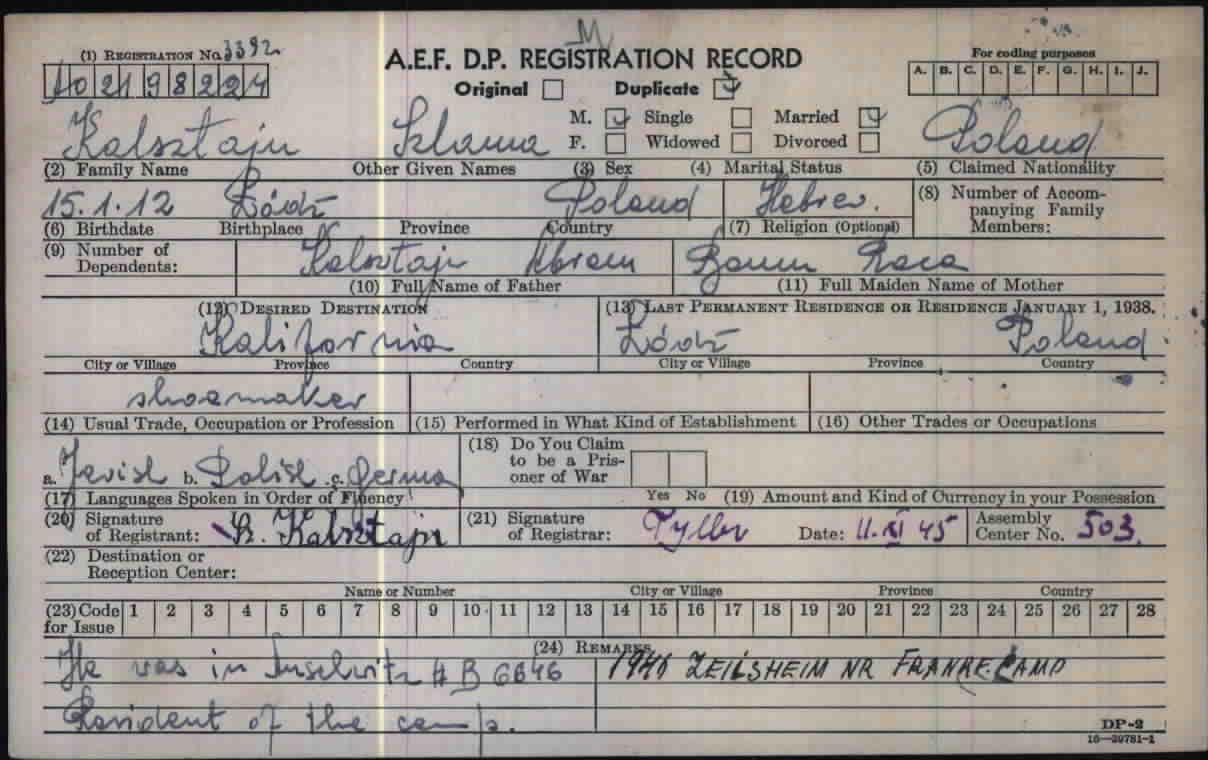 M
(1) REGISTRATION No. 3392
A.E.F. D.P. REGISTRATION RECORD
For coding purposes
A0 2198224
Original Duplicate
A. B. C. D. E. F. G. H. I. J.
M. Single Married
Kalsztajn Szlama Poland
F. Widowed Divorced
(2) Family Name Other Given Names (3) Sex (4) Marital Status (5) Claimed Nationality
15.1.12 Łódź Poland Hebrew.
(8) Number of Accompanying Family Members:
(6) Birthdate Birthplace Province Country (7) Religion (Optional)
(9) Number of Dependents:
Kalsztajn Abram Baum
(10) Full Name of Father (11) Full Maiden Name of Mother
(12) DESIRED DESTINATION (13) LAST PERMANENT RESIDENCE OR RESIDENCE JANUARY 1, 1938.
Kalifornia Łódź Poland
City or Village Province Country City or Village Province Country
shoemaker
(14) Usual Trade, Occupation or Profession (15) Performed in What Kind of Establishment (16) Other Trades or Occupations
a. Jevish b. Polish c. Germa
(18) Do You Claim to be a Prisoner of War
(17) Languages Spoken in Order of Fluency Yes No (19) Amount and Kind of Currency in your Possession
(20) Signature of Registrant: Sz. Kalsztajn (21) Signature of Registrar: Tyller Date: 11.XI 45 Assembly Center No. 503.
(22) Destination or Reception Center:
Name or Number City or Village Province Country
(23) Code for Issue 1 2 3 4 5 6 7 8 9 10 11 12 13 14 15 16 17 18 19 20 21 22 23 24 25 26 27 28
(24) REMARKS
He was in # B 6646 1946 ZEILSHEIM NR FRANKF. CAMP
Resident of the camp.
DP-2
16—39781-1